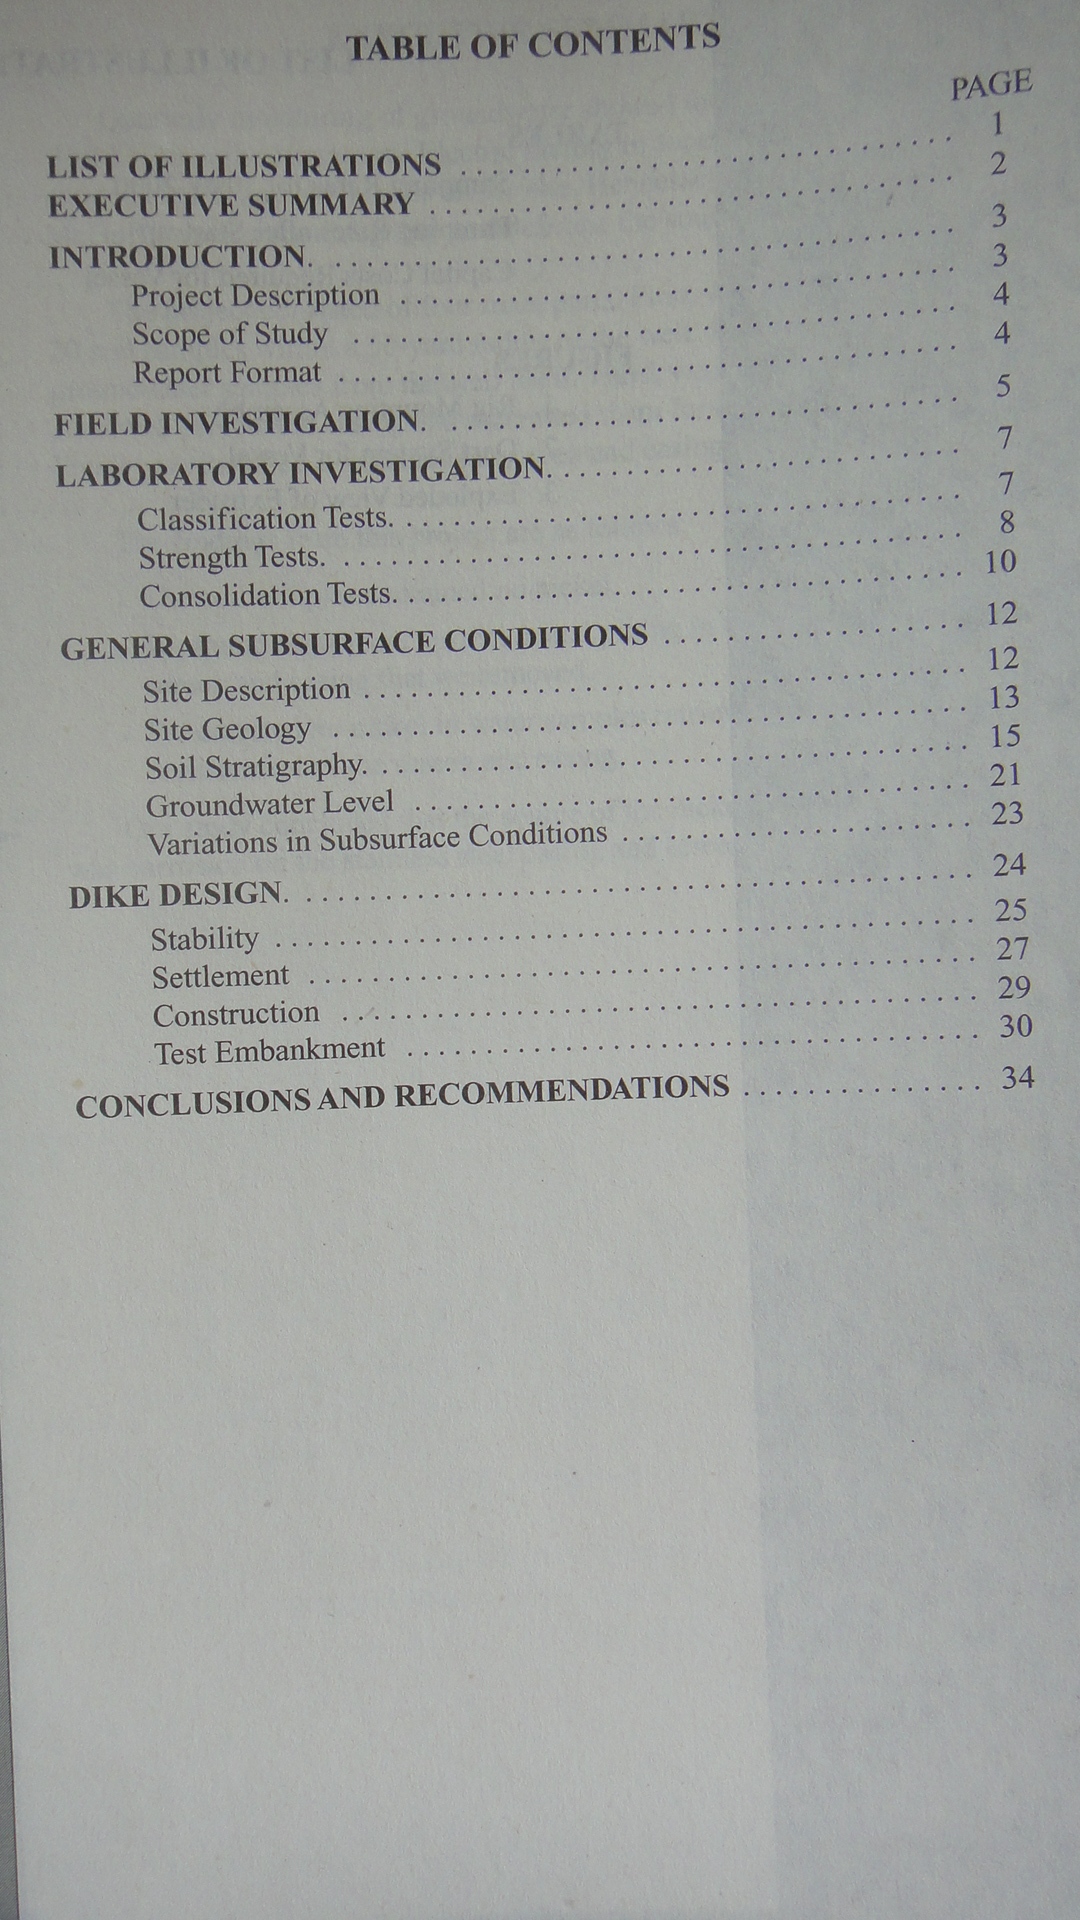 TABLE OF CONTENTS
PAGE
LIST OF ILLUSTRATIONS . . . . . . . . . . . . . . . . . . . . . . . . . 1
EXECUTIVE SUMMARY . . . . . . . . . . . . . . . . . . . . . . . . . . . 2
INTRODUCTION. . . . . . . . . . . . . . . . . . . . . . . . . . . . . . . . 3
Project Description . . . . . . . . . . . . . . . . . . . . . . . . . . . . 3
Scope of Study . . . . . . . . . . . . . . . . . . . . . . . . . . . . . . 4
Report Format . . . . . . . . . . . . . . . . . . . . . . . . . . . . . . . 4
FIELD INVESTIGATION. . . . . . . . . . . . . . . . . . . . . . . . . . . 5
LABORATORY INVESTIGATION. . . . . . . . . . . . . . . . . . . . . . 7
Classification Tests. . . . . . . . . . . . . . . . . . . . . . . . . . . . . 7
Strength Tests. . . . . . . . . . . . . . . . . . . . . . . . . . . . . . . . 8
Consolidation Tests. . . . . . . . . . . . . . . . . . . . . . . . . . . . . 10
GENERAL SUBSURFACE CONDITIONS . . . . . . . . . . . . . . . . 12
Site Description . . . . . . . . . . . . . . . . . . . . . . . . . . . . . . . 12
Site Geology . . . . . . . . . . . . . . . . . . . . . . . . . . . . . . . . 13
Soil Stratigraphy. . . . . . . . . . . . . . . . . . . . . . . . . . . . . . . 15
Groundwater Level . . . . . . . . . . . . . . . . . . . . . . . . . . . . . 21
Variations in Subsurface Conditions . . . . . . . . . . . . . . . . . . 23
DIKE DESIGN. . . . . . . . . . . . . . . . . . . . . . . . . . . . . . . . . 24
Stability . . . . . . . . . . . . . . . . . . . . . . . . . . . . . . . . . . . . 25
Settlement . . . . . . . . . . . . . . . . . . . . . . . . . . . . . . . . . . 27
Construction . . . . . . . . . . . . . . . . . . . . . . . . . . . . . . . . . 29
Test Embankment . . . . . . . . . . . . . . . . . . . . . . . . . . . . . . 30
CONCLUSIONS AND RECOMMENDATIONS . . . . . . . . . . . . . 34